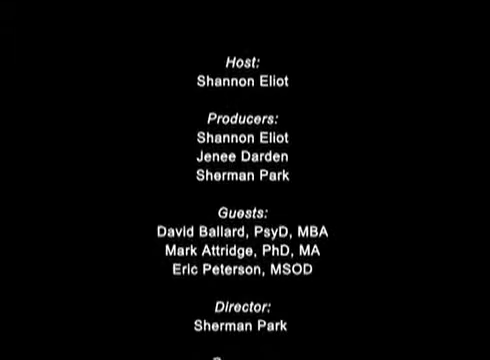 Host:
Shannon Eliot
Producers:
Shannon Eliot
Jenee Darden
Sherman Park
Guests:
David Ballard, PsyD, MBA
Mark Attridge, PhD, MA
Eric Peterson, MSOD
Director:
Sherman Park